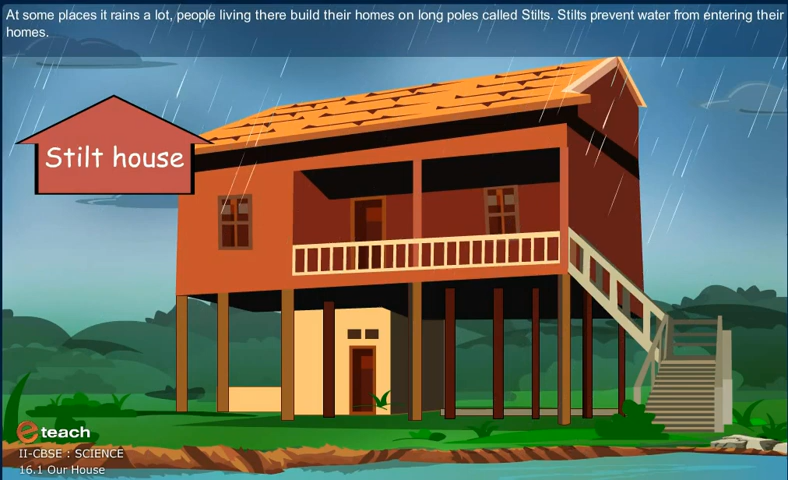 At some places it rains a lot, people living there build their homes on long poles called Stilts. Stilts prevent water from entering their
homes.
Stilt house
eteach
II-CBSE : SCIENCE
16.1 Our House